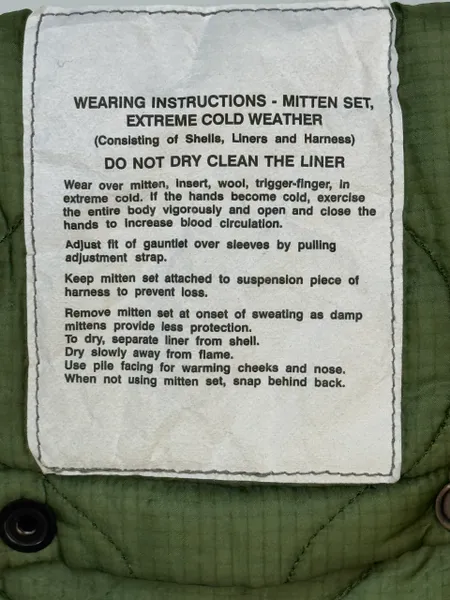 WEARING INSTRUCTIONS - MITTEN SET,
EXTREME COLD WEATHER
(Consisting of Shells, Liners and Harness)
DO NOT DRY CLEAN THE LINER
Wear over mitten, insert, wool, trigger-finger, in
extreme cold. If the hands become cold, exercise
the entire body vigorously and open and close the
hands to increase blood circulation.
Adjust fit of gauntlet over sleeves by pulling
adjustment strap.
Keep mitten set attached to suspension piece of
harness to prevent loss.
Remove mitten set at onset of sweating as damp
mittens provide less protection.
To dry, separate liner from shell.
Dry slowly away from flame.
Use pile facing for warming cheeks and nose.
When not using mitten set, snap behind back.